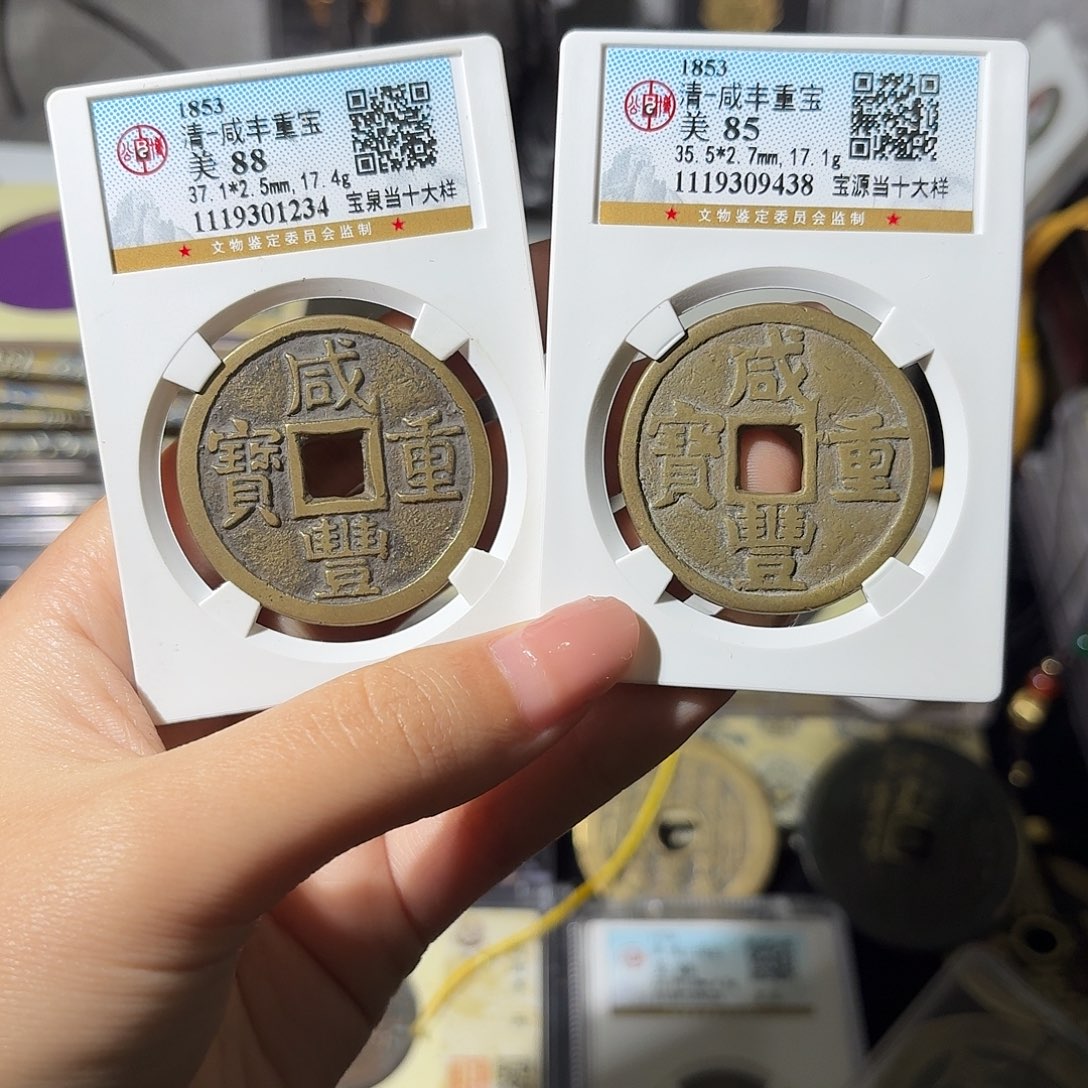 1853
清-咸丰重宝
美 88
37.1*2.5mm,17.4g
1119301234 宝泉当十大样
★ 文物鉴定委员会监制 ★
咸
寶 重
豐
1853
清-咸丰重宝
美 85
35.5*2.7mm,17.1g
1119309438 宝源当十大样
★ 文物鉴定委员会监制 ★
咸
寶 重
豐